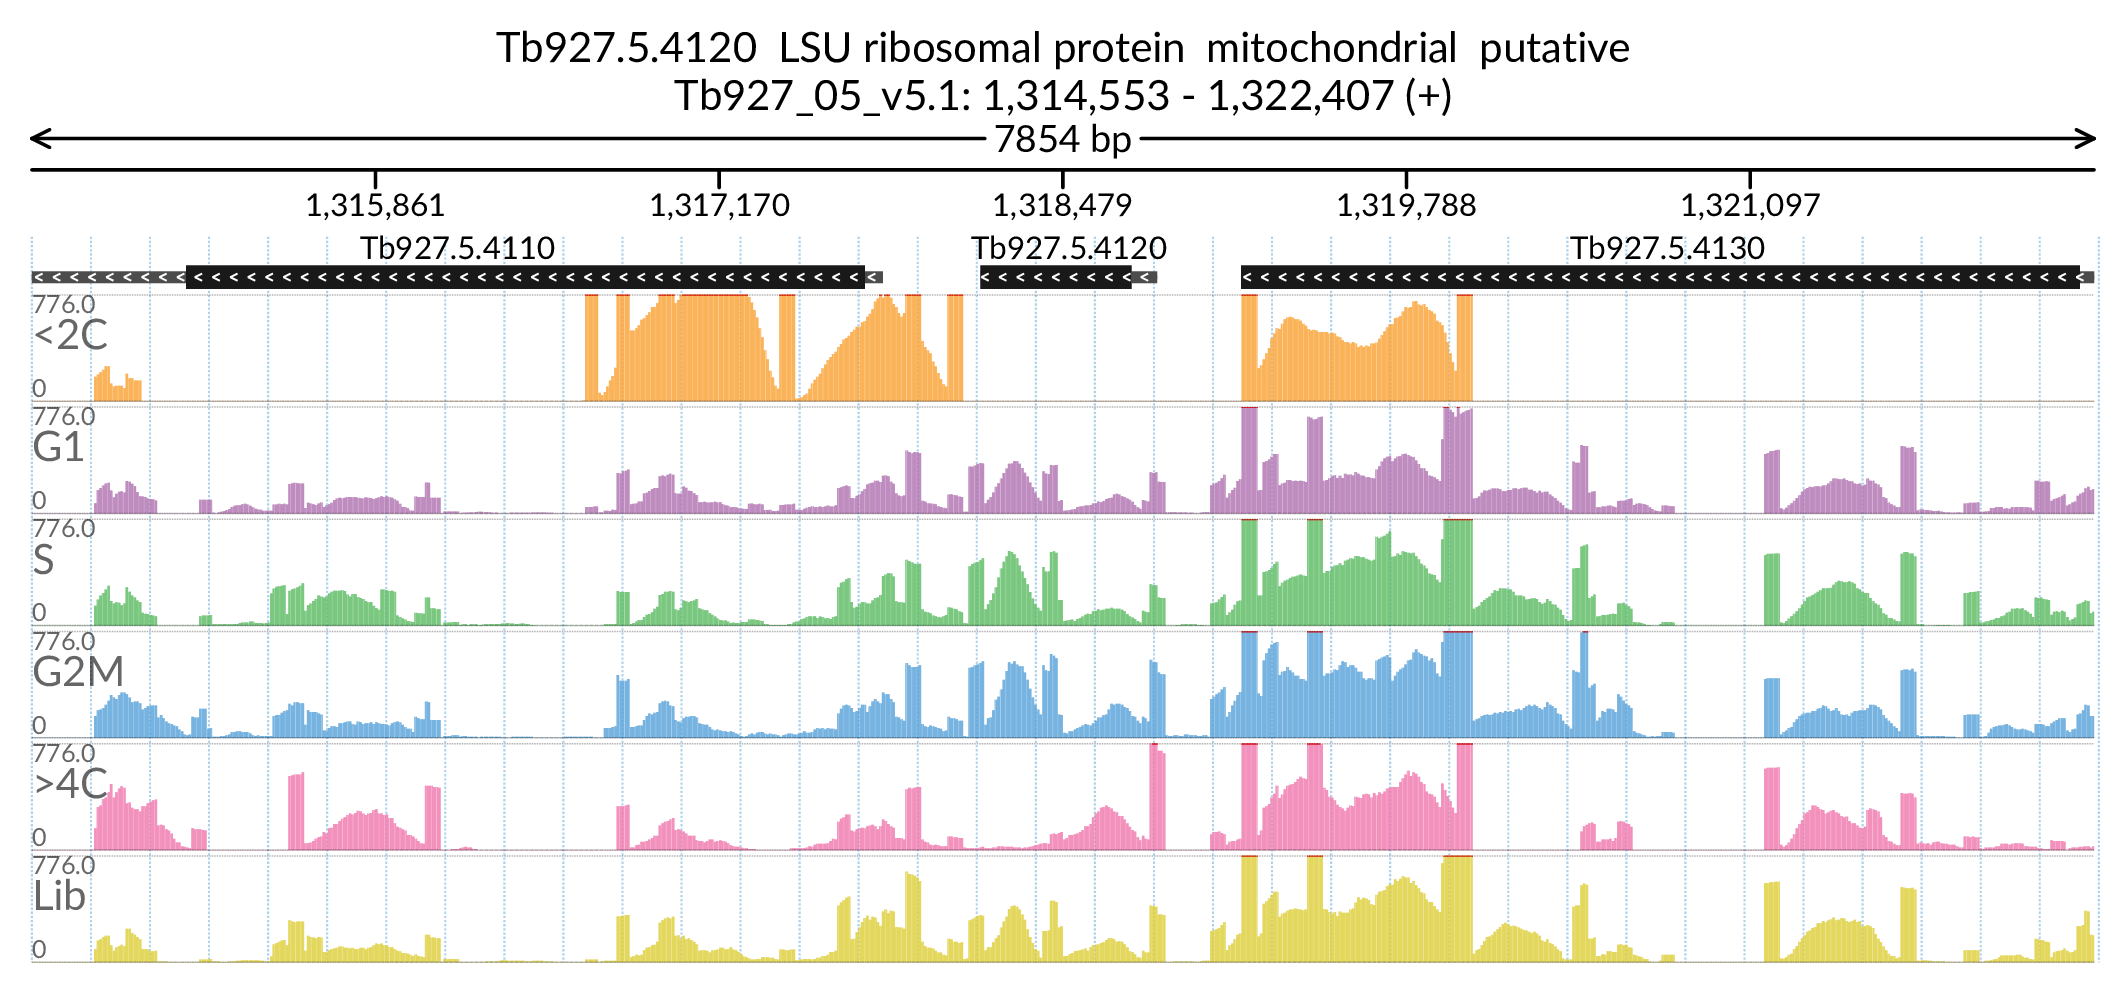 Tb927.5.4120  LSU ribosomal protein  mitochondrial  putative
Tb927_05_v5.1: 1,314,553 - 1,322,407 (+)
7854 bp
1,315,861 1,317,170 1,318,479 1,319,788 1,321,097
Tb927.5.4110 Tb927.5.4120 Tb927.5.4130
776.0
<2C
0
776.0
G1
0
776.0
S
0
776.0
G2M
0
776.0
>4C
0
776.0
Lib
0